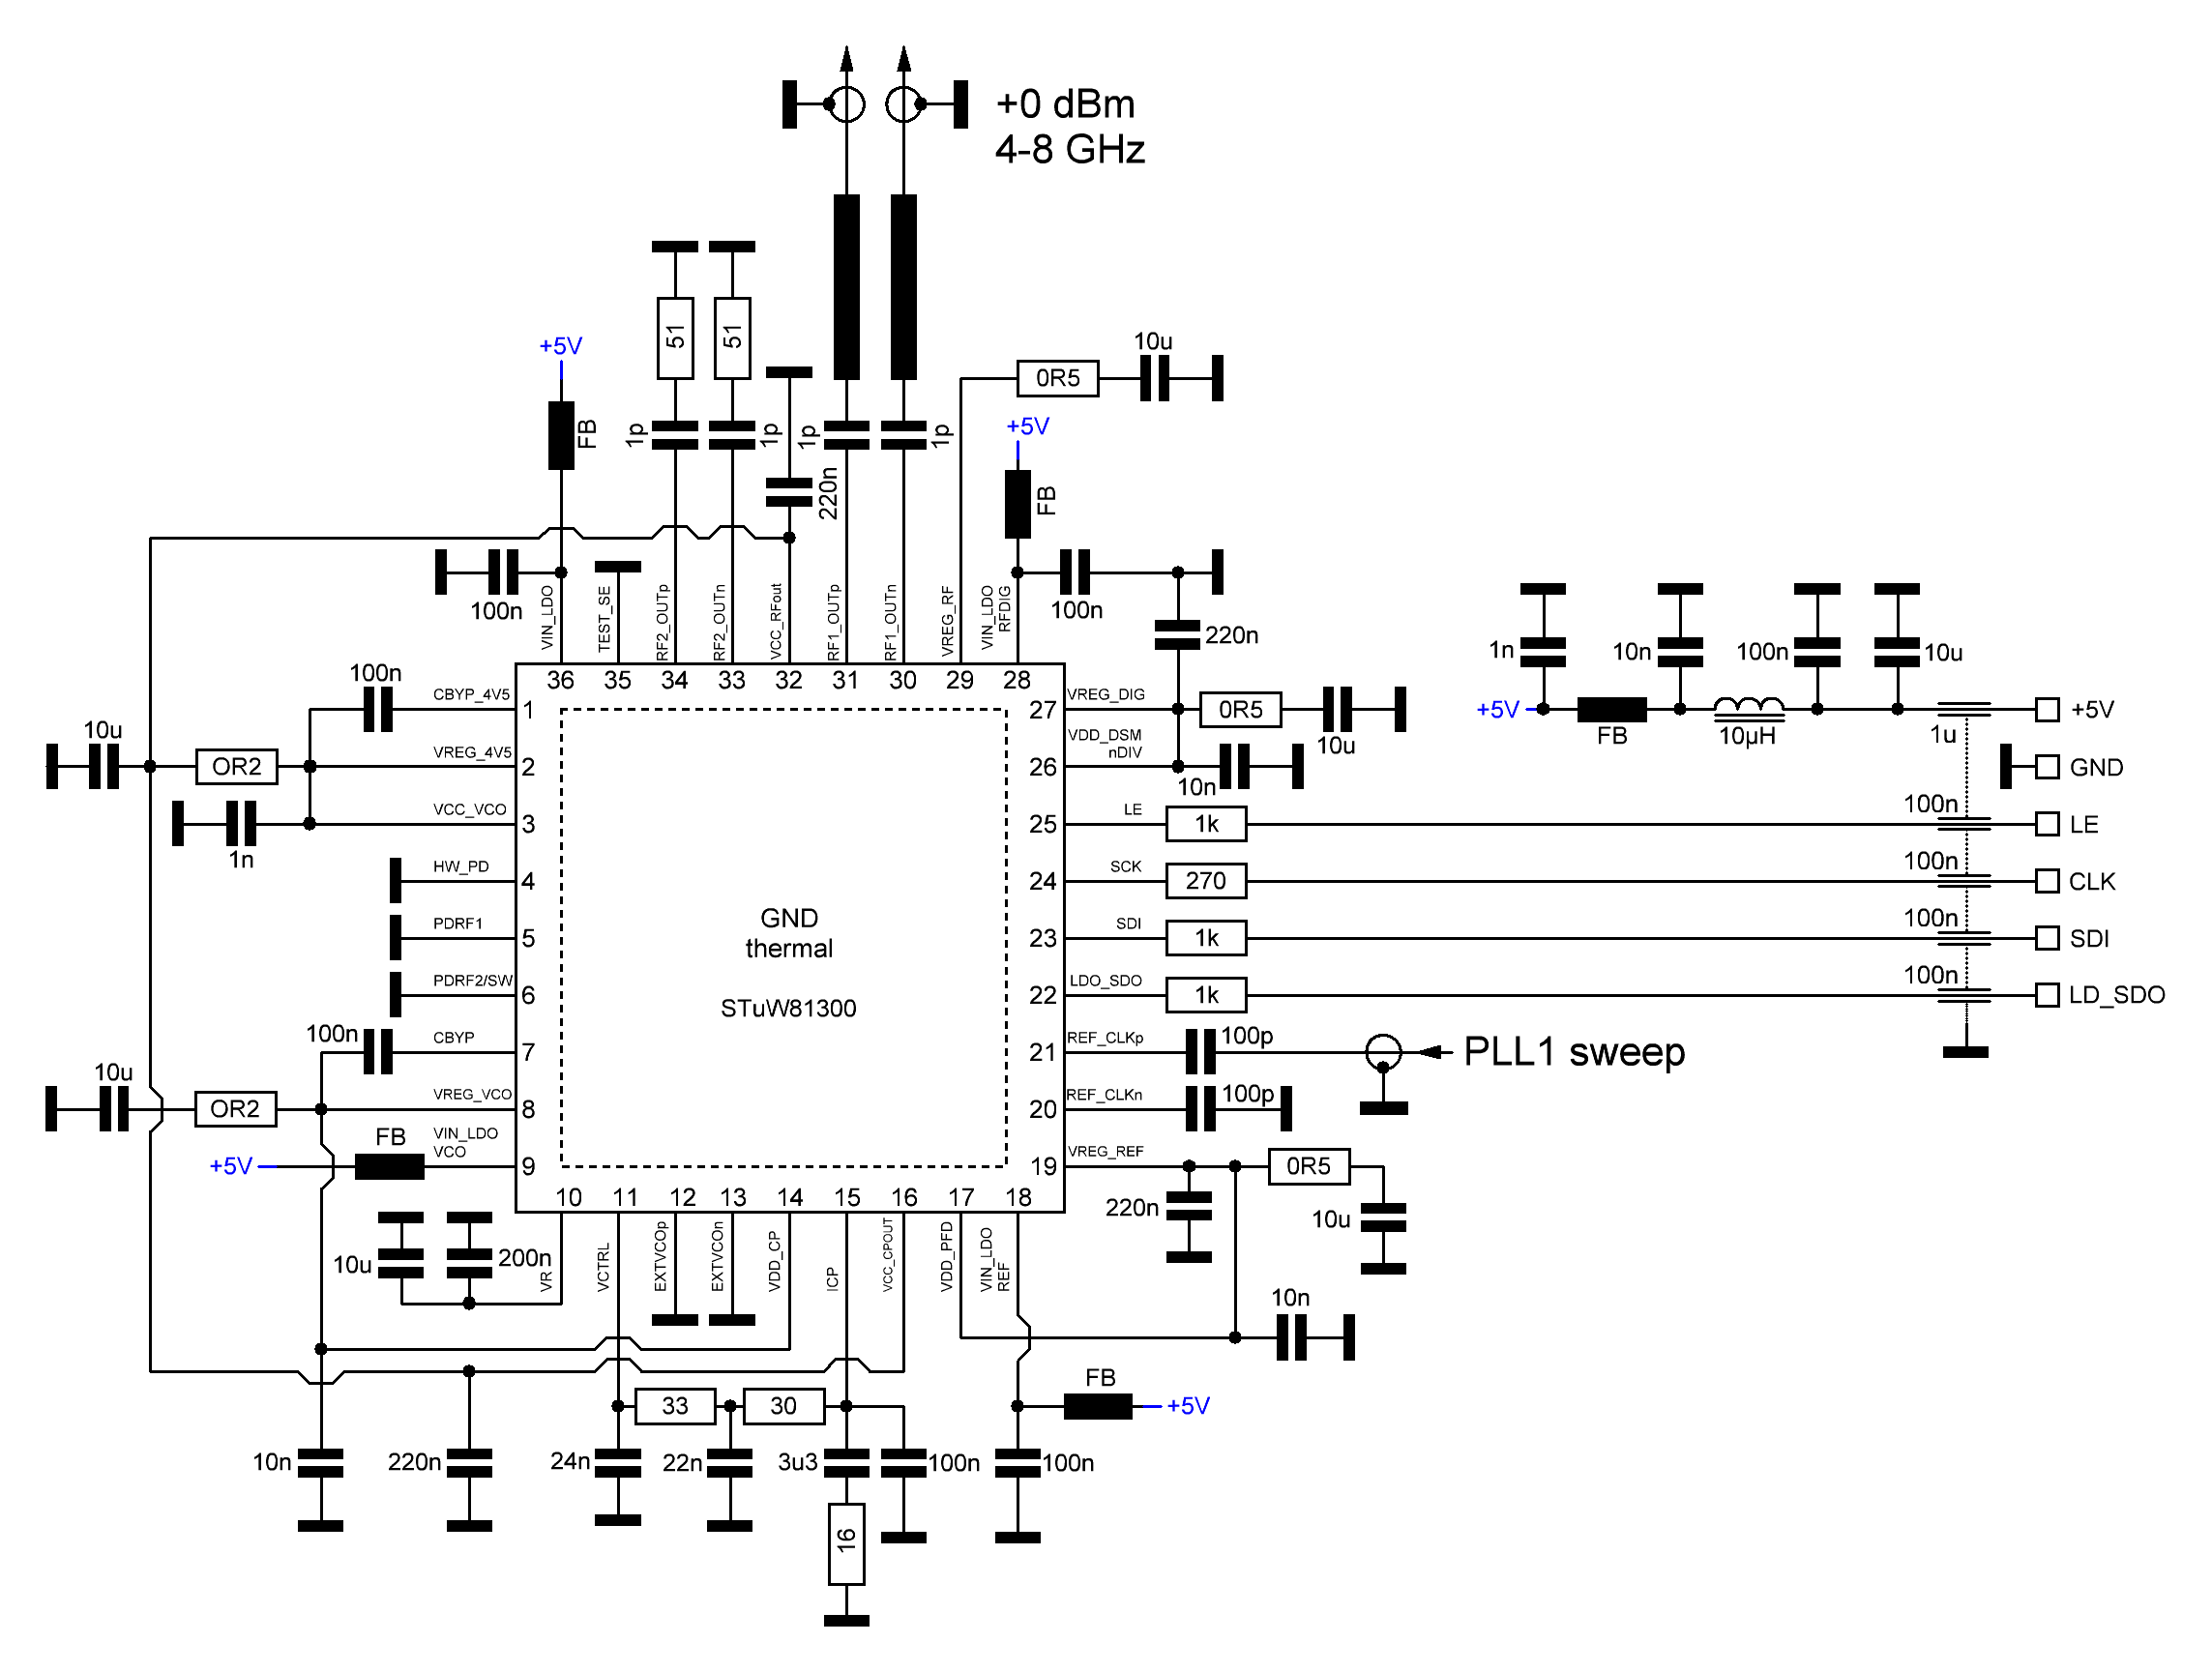 +0 dBm
4-8 GHz
51
51
+5V
FB
1p
1p
1p
1p
220n
10u
0R5
+5V
FB
100n
100n
220n
VIN_LDO
TEST_SE
RF2_OUTp
RF2_OUTn
VCC_RFout
RF1_OUTp
RF1_OUTn
VREG_RF
VIN_LDO
RFDIG
36
35
34
33
32
31
30
29
28
100n
CBYP_4V5
1
10u
OR2
VREG_4V5
2
1n
VCC_VCO
3
HW_PD
4
PDRF1
5
PDRF2/SW
6
100n
CBYP
7
10u
OR2
VREG_VCO
8
+5V
FB
VIN_LDO
VCO
9
GND
thermal
STuW81300
27
VREG_DIG
0R5
10u
26
VDD_DSM
nDIV
10n
25
LE
1k
24
SCK
270
23
SDI
1k
22
LDO_SDO
1k
21
REF_CLKp
100p
PLL1 sweep
20
REF_CLKn
100p
19
VREG_REF
0R5
220n
10u
1n
10n
100n
10u
+5V
FB
10µH
1u
+5V
GND
100n
LE
100n
CLK
100n
SDI
100n
LD_SDO
10
11
12
13
14
15
16
17
18
VR
VCTRL
EXTVCOp
EXTVCOn
VDD_CP
ICP
VCC_CPOUT
VDD_PFD
VIN_LDO
REF
10u
200n
10n
33
30
FB
+5V
10n
220n
24n
22n
3u3
100n
100n
16